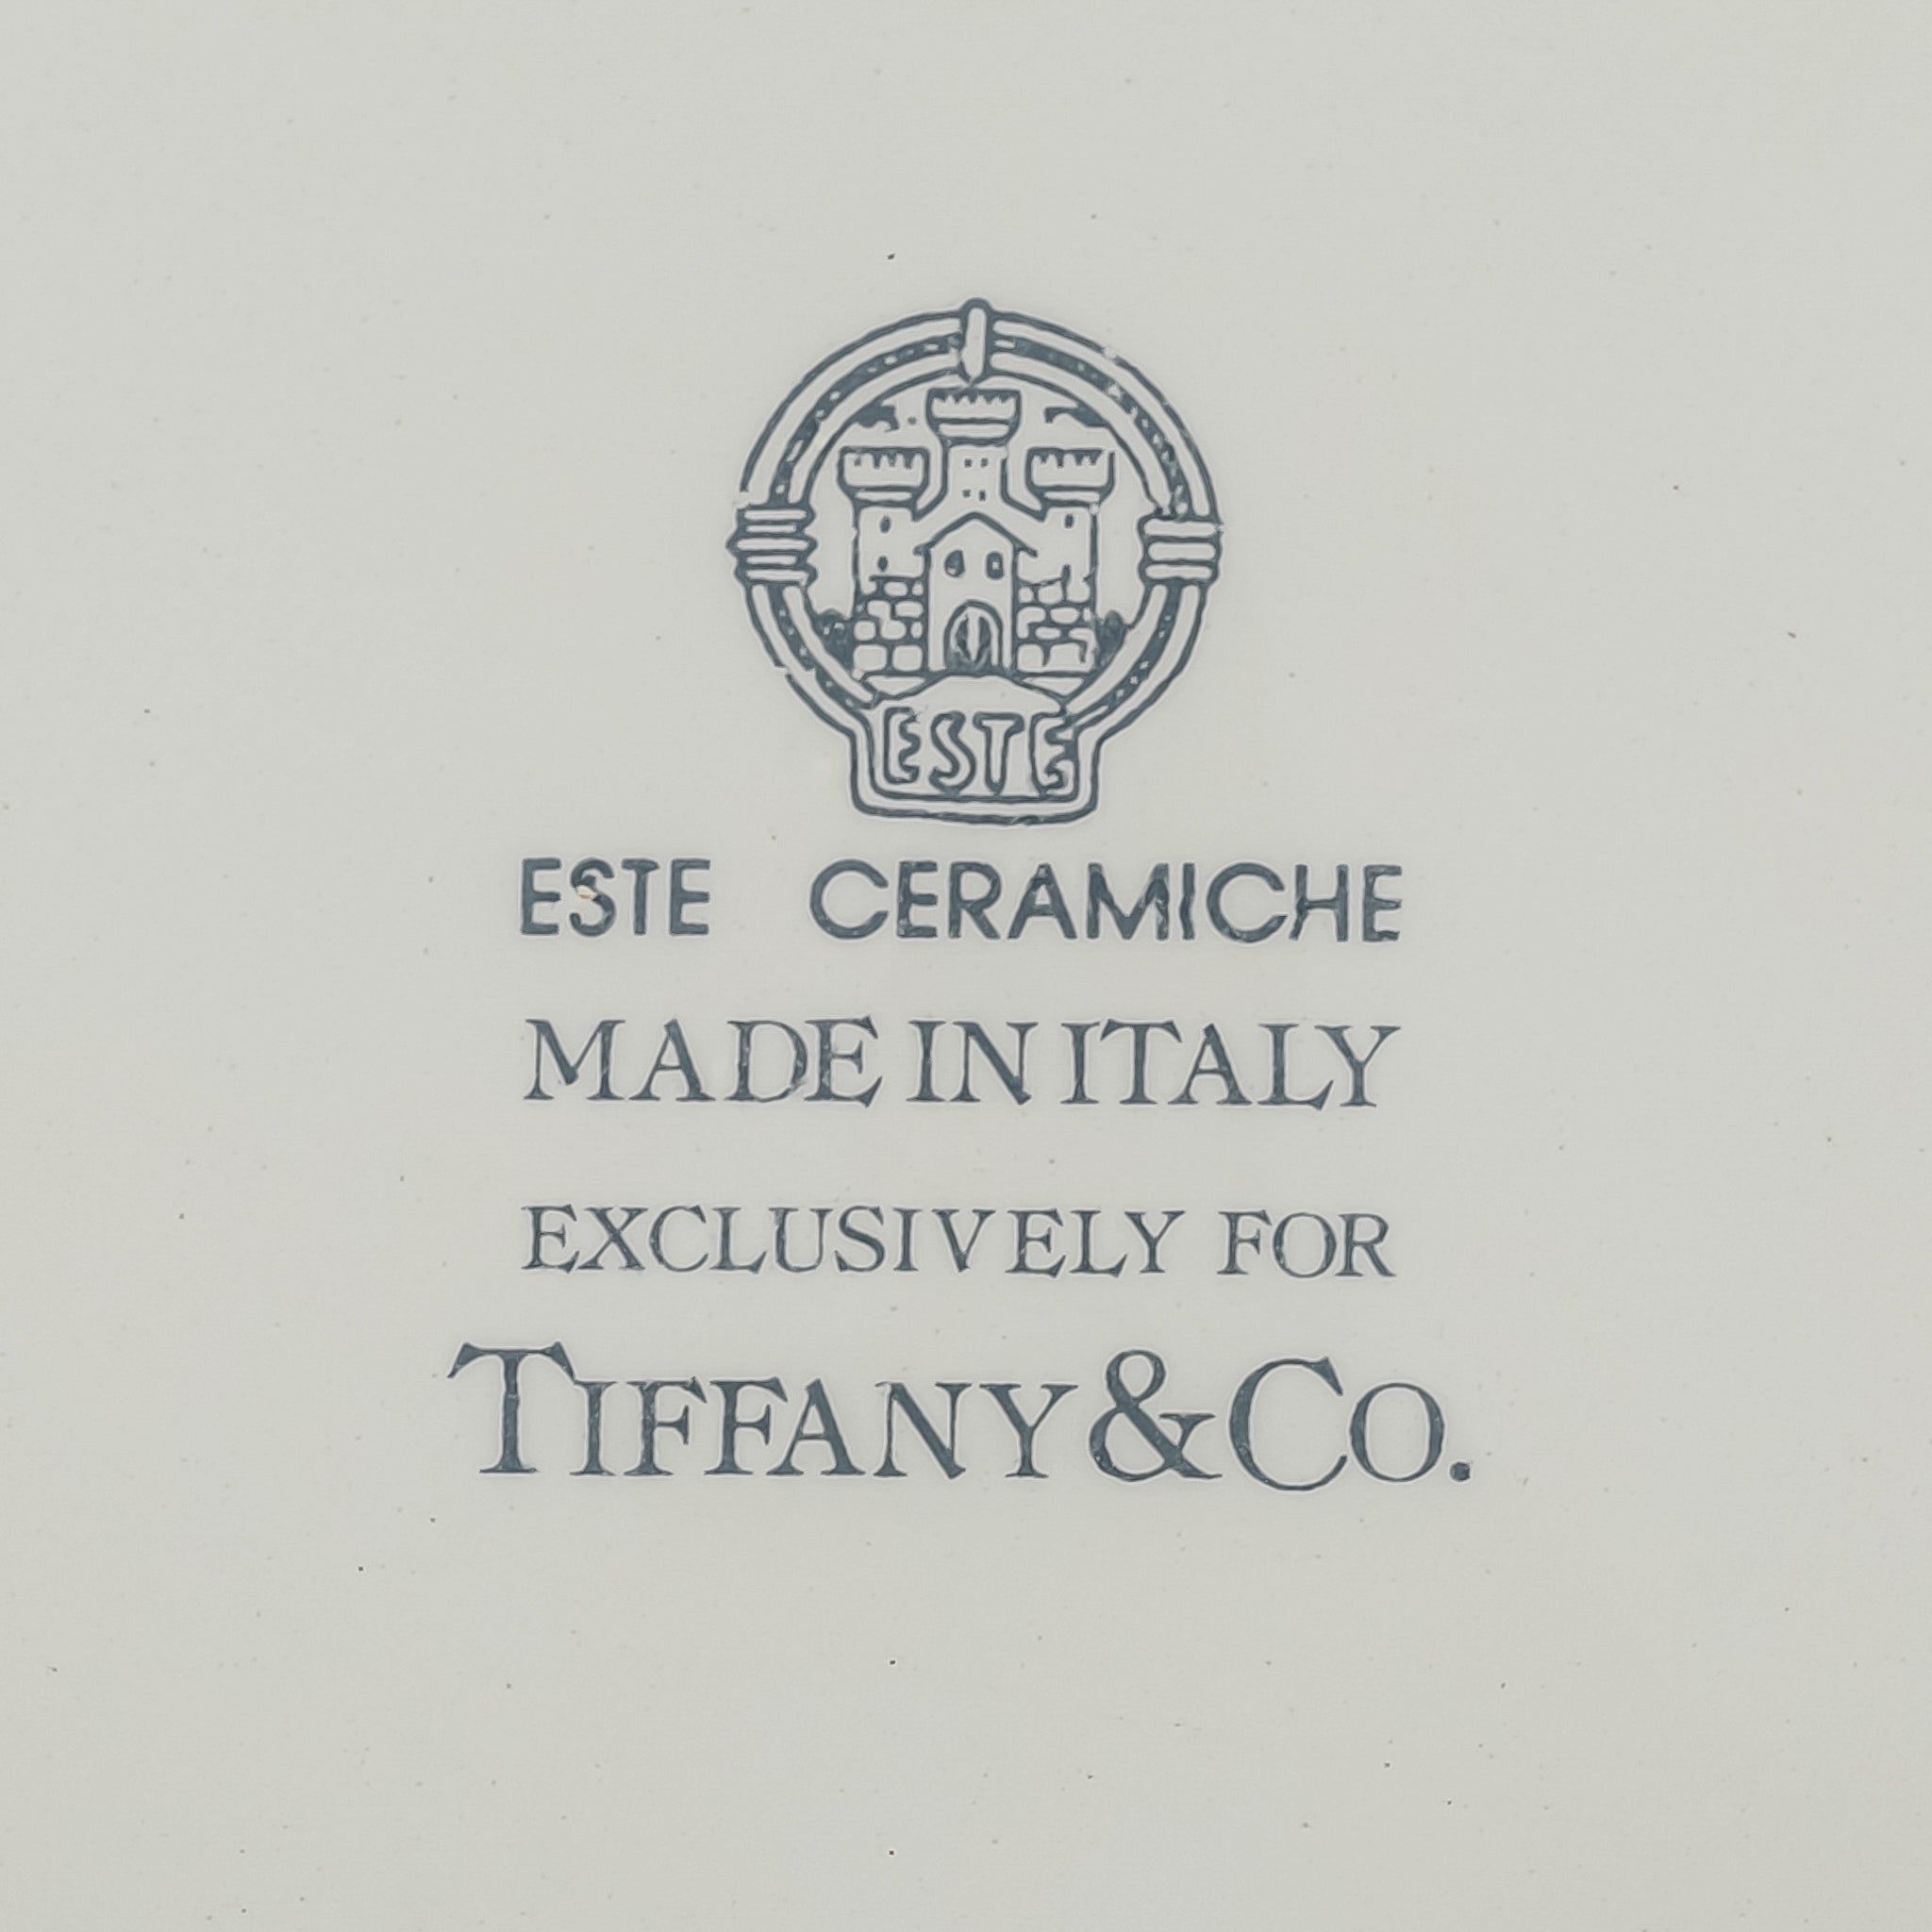 ESTE
ESTE CERAMICHE
MADE IN ITALY
EXCLUSIVELY FOR
TIFFANY & CO.